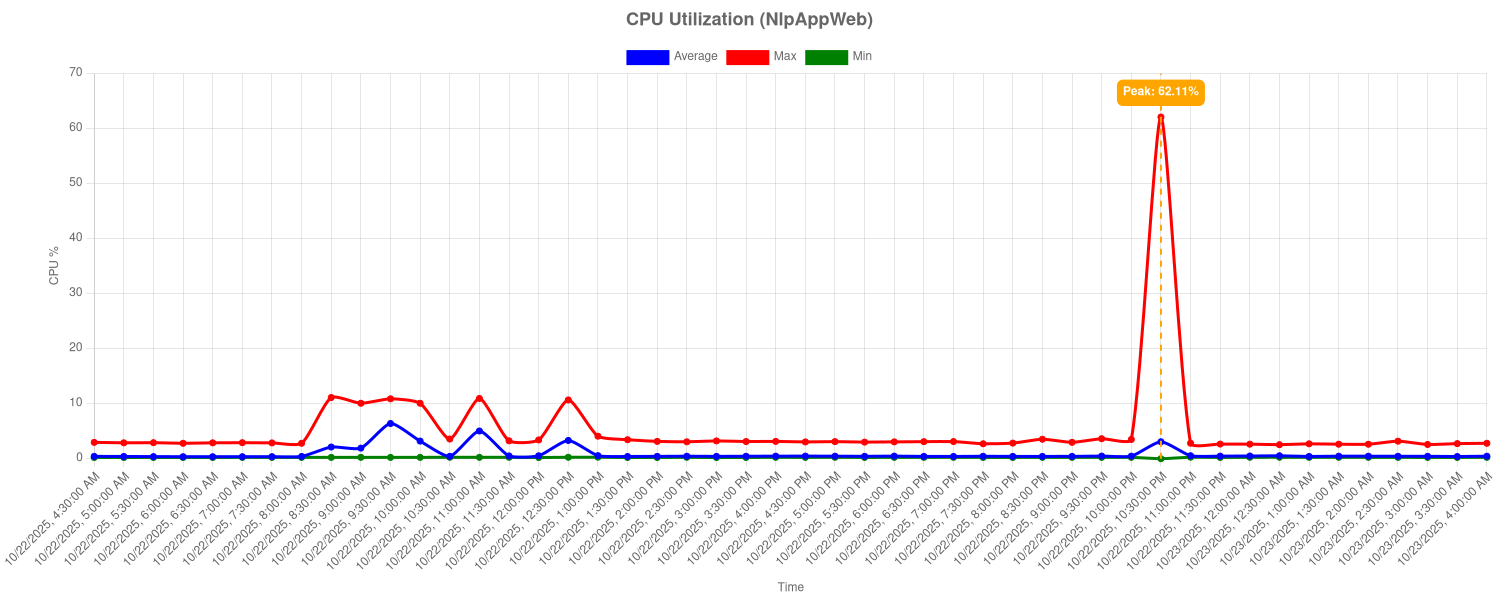 CPU Utilization (NlpAppWeb)
Average Max Min
Peak: 62.11%
70
60
50
40
30
20
10
0
CPU %
10/22/2025, 4:30:00 AM
10/22/2025, 5:00:00 AM
10/22/2025, 5:30:00 AM
10/22/2025, 6:00:00 AM
10/22/2025, 6:30:00 AM
10/22/2025, 7:00:00 AM
10/22/2025, 7:30:00 AM
10/22/2025, 8:00:00 AM
10/22/2025, 8:30:00 AM
10/22/2025, 9:00:00 AM
10/22/2025, 9:30:00 AM
10/22/2025, 10:00:00 AM
10/22/2025, 10:30:00 AM
10/22/2025, 11:00:00 AM
10/22/2025, 11:30:00 AM
10/22/2025, 12:00:00 PM
10/22/2025, 12:30:00 PM
10/22/2025, 1:00:00 PM
10/22/2025, 1:30:00 PM
10/22/2025, 2:00:00 PM
10/22/2025, 2:30:00 PM
10/22/2025, 3:00:00 PM
10/22/2025, 3:30:00 PM
10/22/2025, 4:00:00 PM
10/22/2025, 4:30:00 PM
10/22/2025, 5:00:00 PM
10/22/2025, 5:30:00 PM
10/22/2025, 6:00:00 PM
10/22/2025, 6:30:00 PM
10/22/2025, 7:00:00 PM
10/22/2025, 7:30:00 PM
10/22/2025, 8:00:00 PM
10/22/2025, 8:30:00 PM
10/22/2025, 9:00:00 PM
10/22/2025, 9:30:00 PM
10/22/2025, 10:00:00 PM
10/22/2025, 10:30:00 PM
10/22/2025, 11:00:00 PM
10/22/2025, 11:30:00 PM
10/23/2025, 12:00:00 AM
10/23/2025, 12:30:00 AM
10/23/2025, 1:00:00 AM
10/23/2025, 1:30:00 AM
10/23/2025, 2:00:00 AM
10/23/2025, 2:30:00 AM
10/23/2025, 3:00:00 AM
10/23/2025, 3:30:00 AM
10/23/2025, 4:00:00 AM
Time